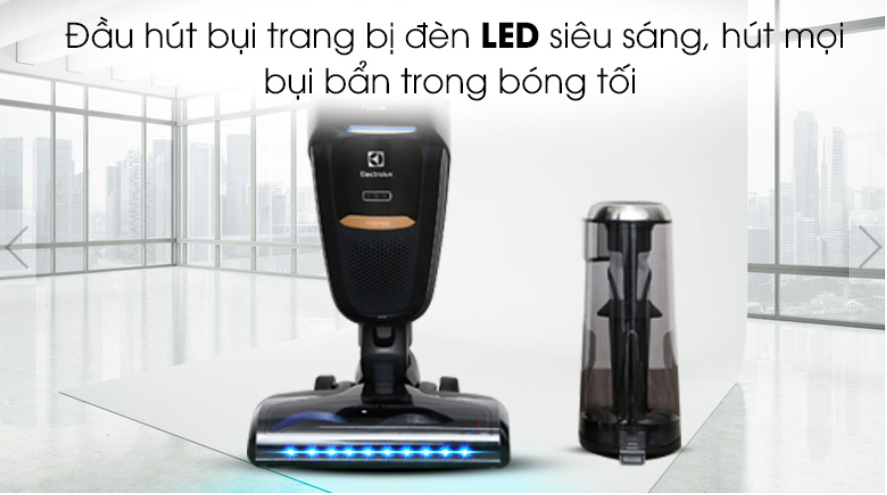 Đầu hút bụi trang bị đèn LED siêu sáng, hút mọi
bụi bẩn trong bóng tối
Electrolux